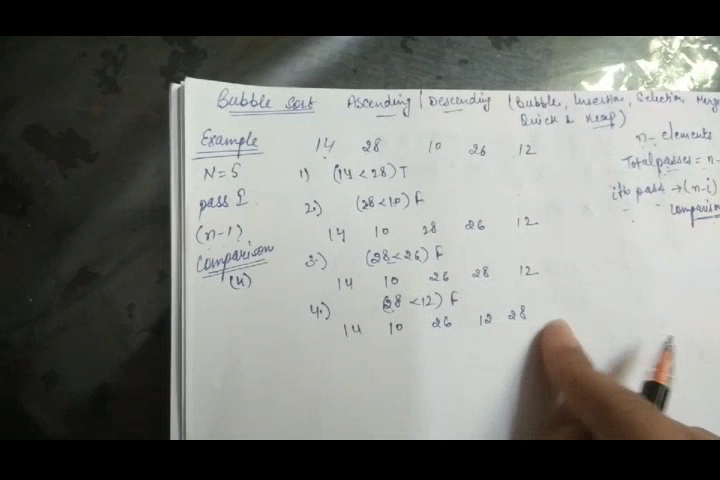 Bubble Sort Ascending / Descending (Bubble, Insertion, Selection, Merg
Quick & Heap)
Example 14 28 10 26 12
n- elements
N=5 1) (14 < 28) T
Total passes = n-
pass 1 2.) (28 < 10) F
ith pass → (n-i)
comparison
(n-1) 14 10 28 26 12
Comparison 3.) (28 < 26) F
(4) 14 10 26 28 12
4.) (28 < 12) F
14 10 26 12 28